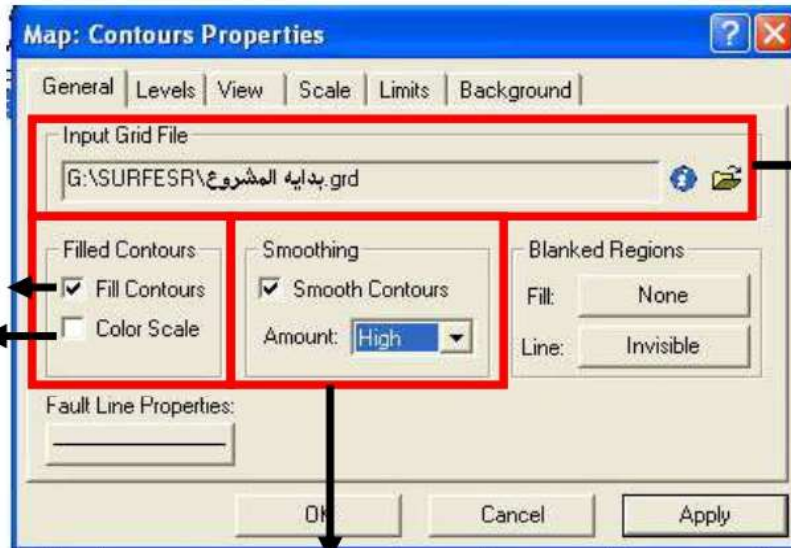 Map: Contours Properties
General Levels View Scale Limits Background
Input Grid File
G:\SURFESR\بدايه المشروع.grd
Filled Contours
Fill Contours
Color Scale
Smoothing
Smooth Contours
Amount: High
Blanked Regions
Fill: None
Line: Invisible
Fault Line Properties:
OK Cancel Apply